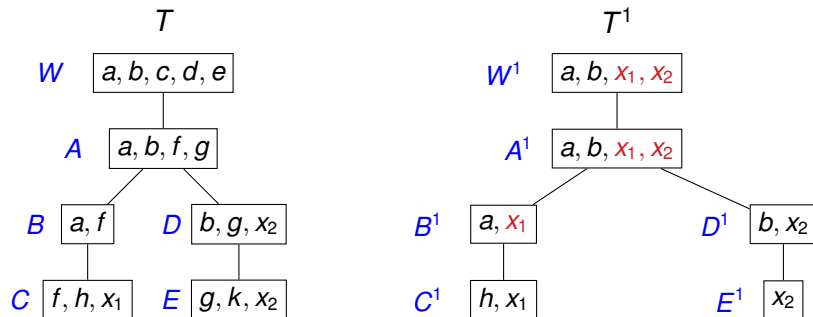 T T¹
W a, b, c, d, e W¹ a, b, x₁, x₂
A a, b, f, g A¹ a, b, x₁, x₂
B a, f D b, g, x₂ B¹ a, x₁ D¹ b, x₂
C f, h, x₁ E g, k, x₂ C¹ h, x₁ E¹ x₂